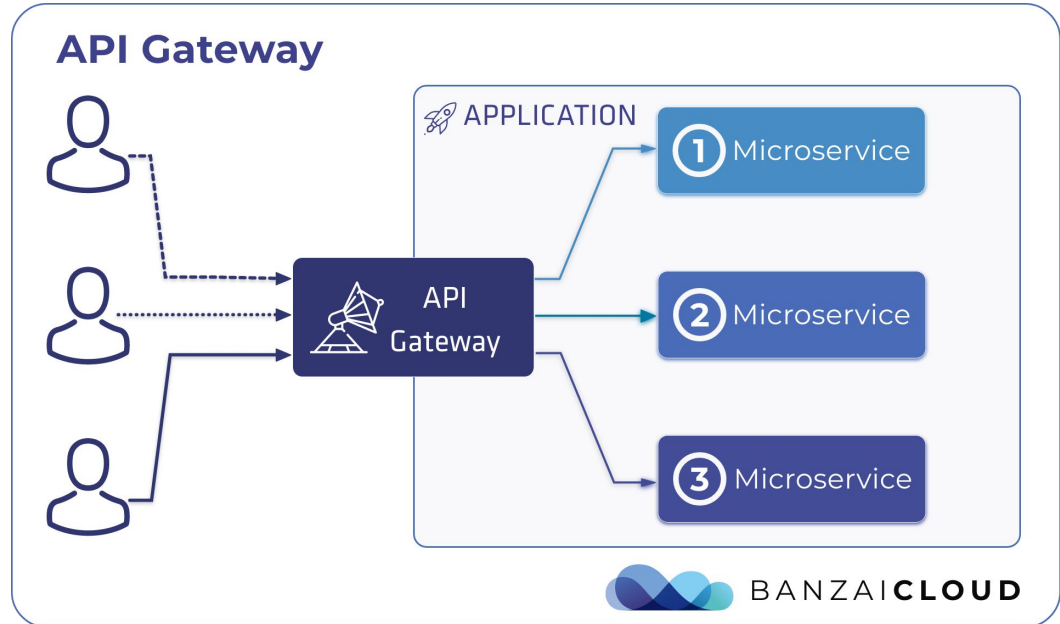 API Gateway
APPLICATION
1 Microservice
API
Gateway
2 Microservice
3 Microservice
BANZAICLOUD